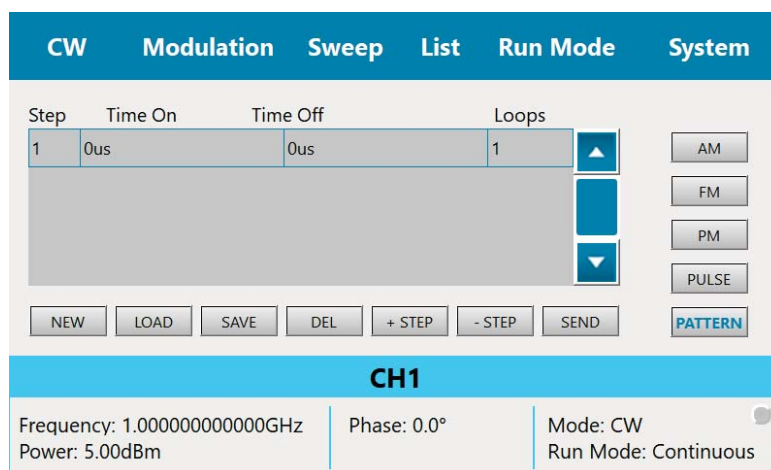 CW Modulation Sweep List Run Mode System
Step Time On Time Off Loops
1 0us 0us 1
AM
FM
PM
PULSE
PATTERN
NEW LOAD SAVE DEL + STEP - STEP SEND
CH1
Frequency: 1.000000000000GHz
Power: 5.00dBm
Phase: 0.0°
Mode: CW
Run Mode: Continuous